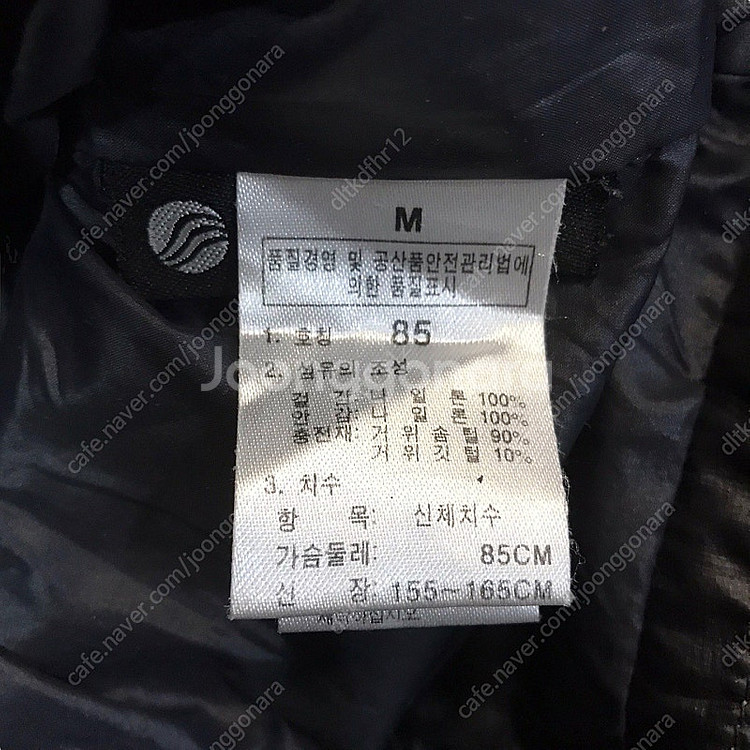 M
품질경영 및 공산품안전관리법에
의한 품질표시
1. 호칭 85
2. 섬유의 조성
겉감: 나일론 100%
안감: 나일론 100%
충전재: 거위솜털 90%
거위깃털 10%
3. 치수
항 목: 신체치수
가슴둘레: 85CM
신 장: 155~165CM
Joonggonara
cafe.naver.com/joonggonara
dltkdfhr12